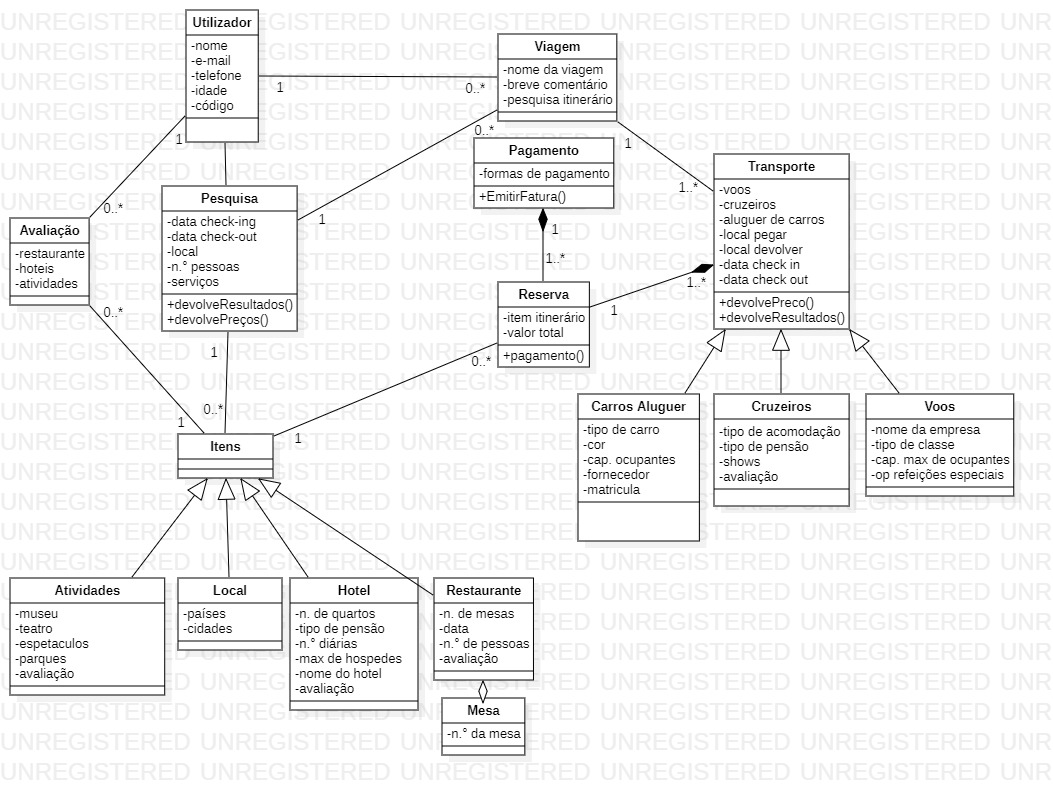 Utilizador
-nome
-e-mail
-telefone
-idade
-código
Viagem
-nome da viagem
-breve comentário
-pesquisa itinerário
1
0..*
1
0..*
0..*
1
Pagamento
-formas de pagamento
+EmitirFatura()
1
1..*
Transporte
-voos
-cruzeiros
-aluguer de carros
-local pegar
-local devolver
-data check in
-data check out
+devolvePreco()
+devolveResultados()
Pesquisa
-data check-ing
-data check-out
-local
-n.° pessoas
-serviços
+devolveResultados()
+devolvePreços()
Avaliação
-restaurante
-hoteis
-atividades
1
1..*
Reserva
-item itinerário
-valor total
+pagamento()
1..*
1
0..*
1
0..*
1
0..*
1
Itens
Carros Aluguer
-tipo de carro
-cor
-cap. ocupantes
-fornecedor
-matricula
Cruzeiros
-tipo de acomodação
-tipo de pensão
-shows
-avaliação
Voos
-nome da empresa
-tipo de classe
-cap. max de ocupantes
-op refeições especiais
Atividades
-museu
-teatro
-espetaculos
-parques
-avaliação
Local
-países
-cidades
Hotel
-n. de quartos
-tipo de pensão
-n.° diárias
-max de hospedes
-nome do hotel
-avaliação
Restaurante
-n. de mesas
-data
-n.° de pessoas
-avaliação
Mesa
-n.° da mesa
UNREGISTERED